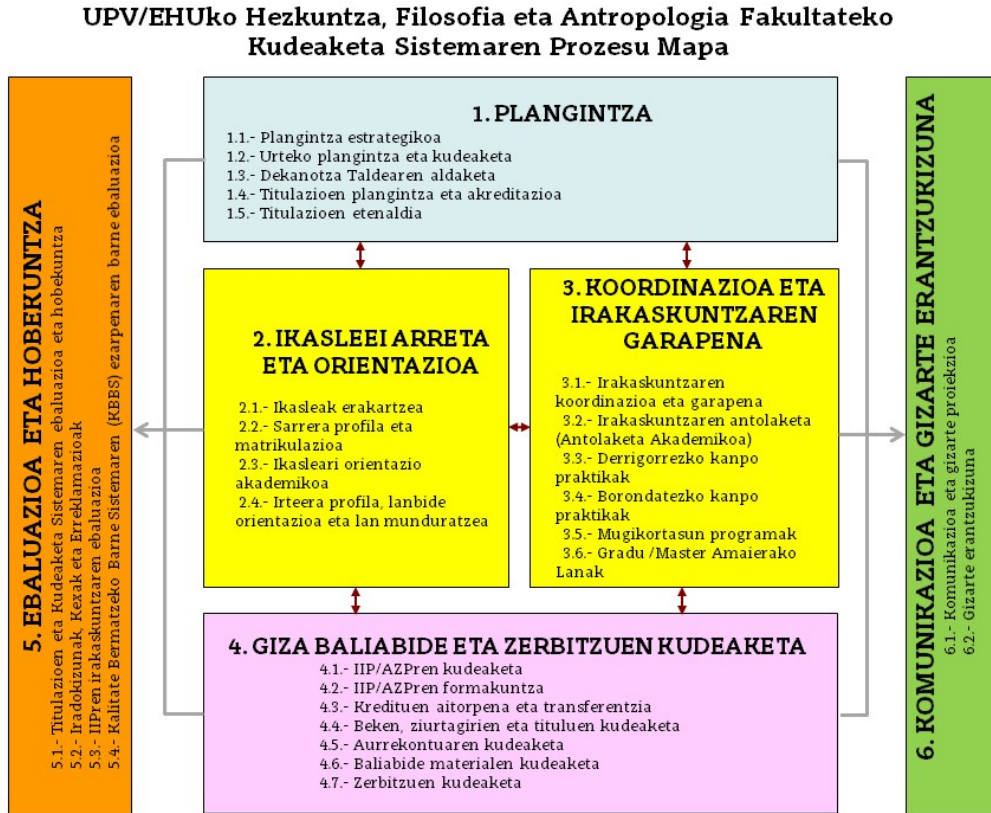 UPV/EHUko Hezkuntza, Filosofia eta Antropologia Fakultateko
Kudeaketa Sistemaren Prozesu Mapa
5. EBALUAZIOA ETA HOBEKUNTZA
5.1.- Titulazioen eta Kudeaketa Sistemaren ebaluazioa eta hobekuntza
5.2.- Iradokizunak, Kexak eta Erreklamazioak
5.3.- IIPren irakaskuntzaren ebaluazioa
5.4.- Kalitate Bermatzeko Barne Sistemaren (KBBS) ezarpenaren barne ebaluazioa
1. PLANGINTZA
1.1.- Plangintza estrategikoa
1.2.- Urteko plangintza eta kudeaketa
1.3.- Dekanotza Taldearen aldaketa
1.4.- Titulazioen plangintza eta akreditazioa
1.5.- Titulazioen etenaldia
2. IKASLEEI ARRETA
ETA ORIENTAZIOA
2.1.- Ikasleak erakartzea
2.2.- Sarrera profila eta
matrikulazioa
2.3.- Ikasleari orientazio
akademikoa
2.4.- Irteera profila, lanbide
orientazioa eta lan munduratzea
3. KOORDINAZIOA ETA
IRAKASKUNTZAREN
GARAPENA
3.1.- Irakaskuntzaren
koordinazioa eta garapena
3.2.- Irakaskuntzaren antolaketa
(Antolaketa Akademikoa)
3.3.- Derrigorrezko kanpo
praktikak
3.4.- Borondatezko kanpo
praktikak
3.5.- Mugikortasun programak
3.6.- Gradu /Master Amaierako
Lanak
4. GIZA BALIABIDE ETA ZERBITZUEN KUDEAKETA
4.1.- IIP/AZPren kudeaketa
4.2.- IIP/AZPren formakuntza
4.3.- Kredituen aitorpena eta transferentzia
4.4.- Beken, ziurtagirien eta tituluen kudeaketa
4.5.- Aurrekontuaren kudeaketa
4.6.- Baliabide materialen kudeaketa
4.7.- Zerbitzuen kudeaketa
6. KOMUNIKAZIOA ETA GIZARTE ERANTZUKIZUNA
6.1.- Komunikazioa eta gizarte proiekzioa
6.2.- Gizarte erantzukizuna